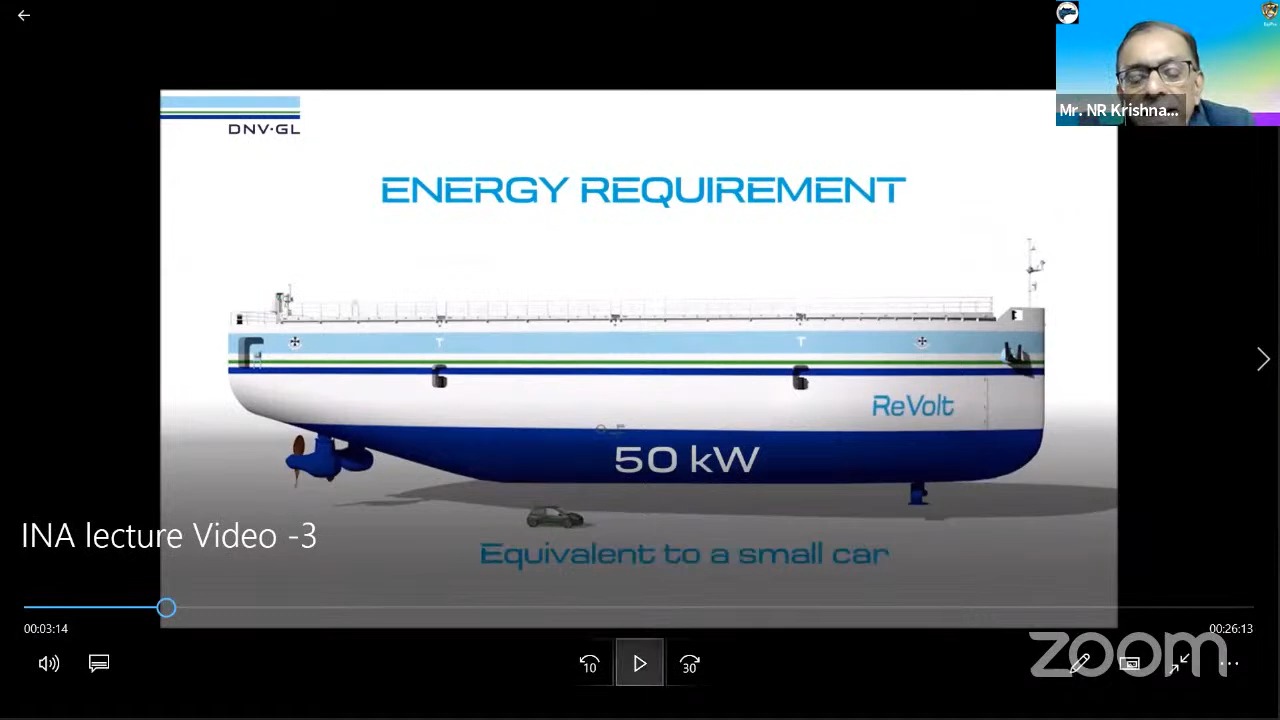 Mr. NR Krishna...
DNV·GL
ENERGY REQUIREMENT
ReVolt
50 kW
INA lecture Video -3
Equivalent to a small car
00:03:14
00:26:13
10
30
zoom